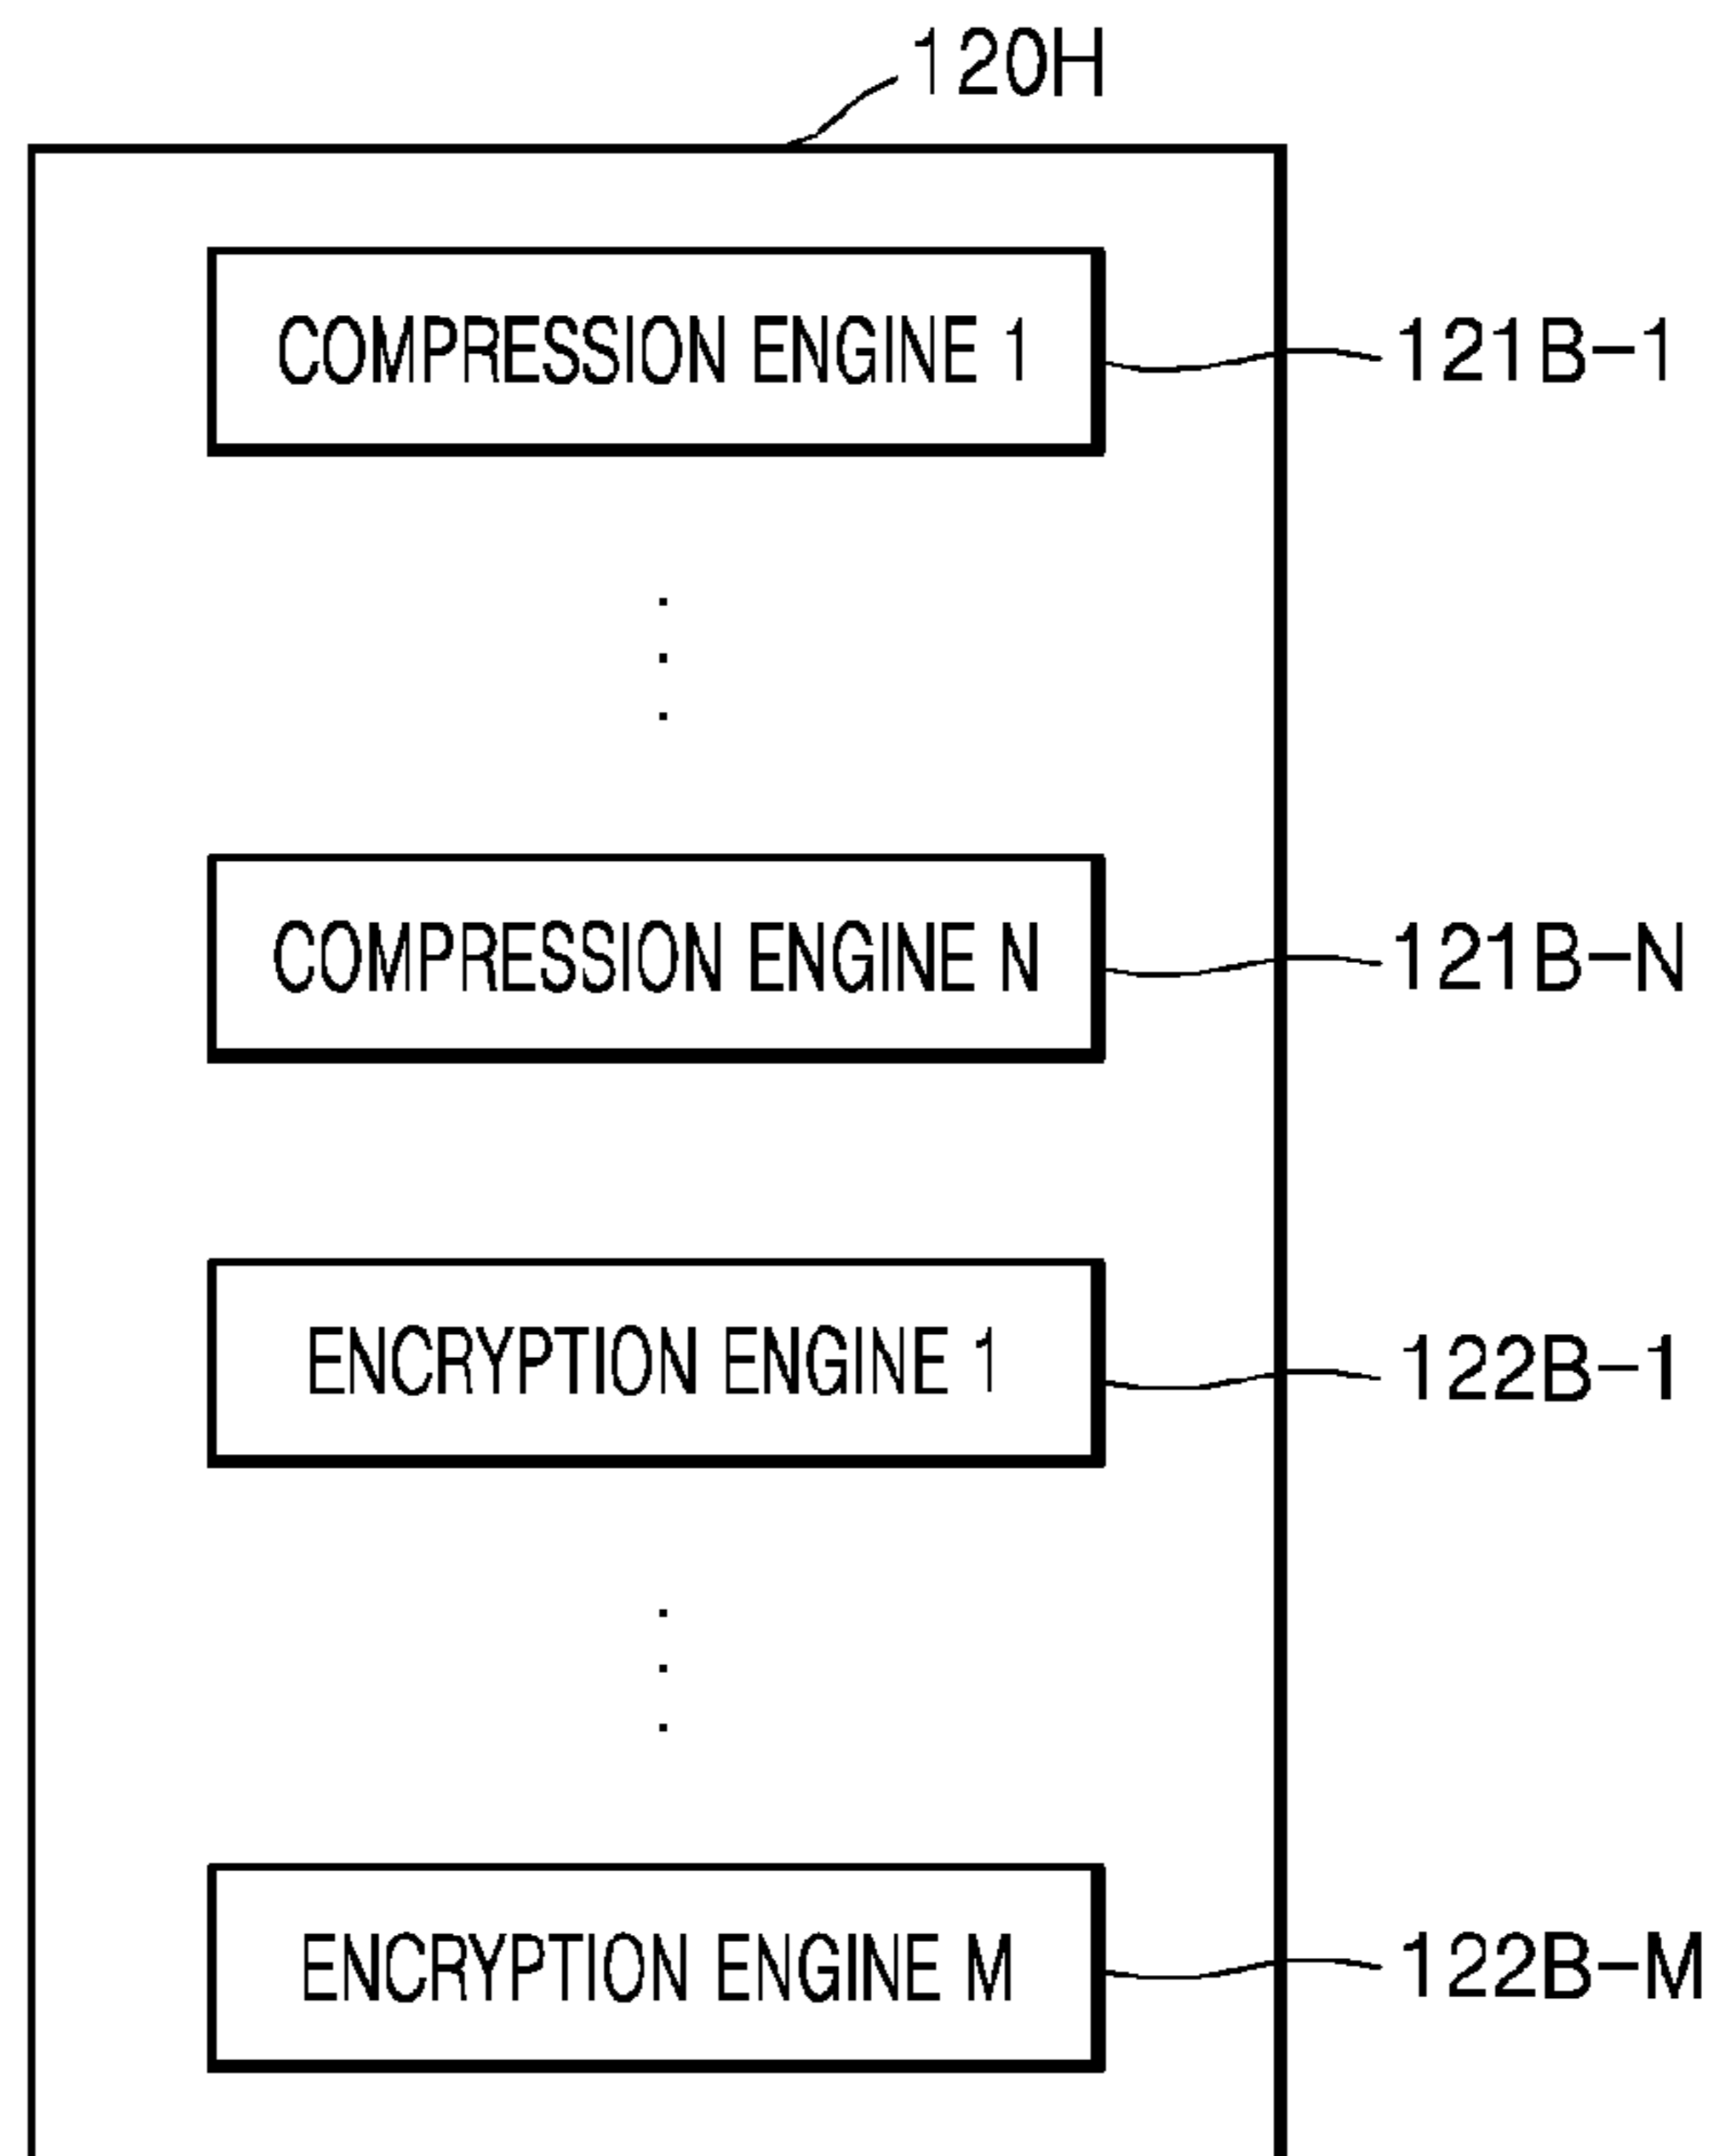 120H
COMPRESSION ENGINE 1
121B-1
COMPRESSION ENGINE N
121B-N
ENCRYPTION ENGINE 1
122B-1
ENCRYPTION ENGINE M
122B-M